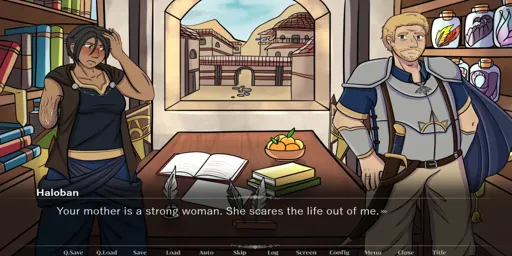 Haloban
Your mother is a strong woman. She scares the life out of me.
Q.Save Q.Load Save Load Auto Skip Log Screen Config Menu Close Title